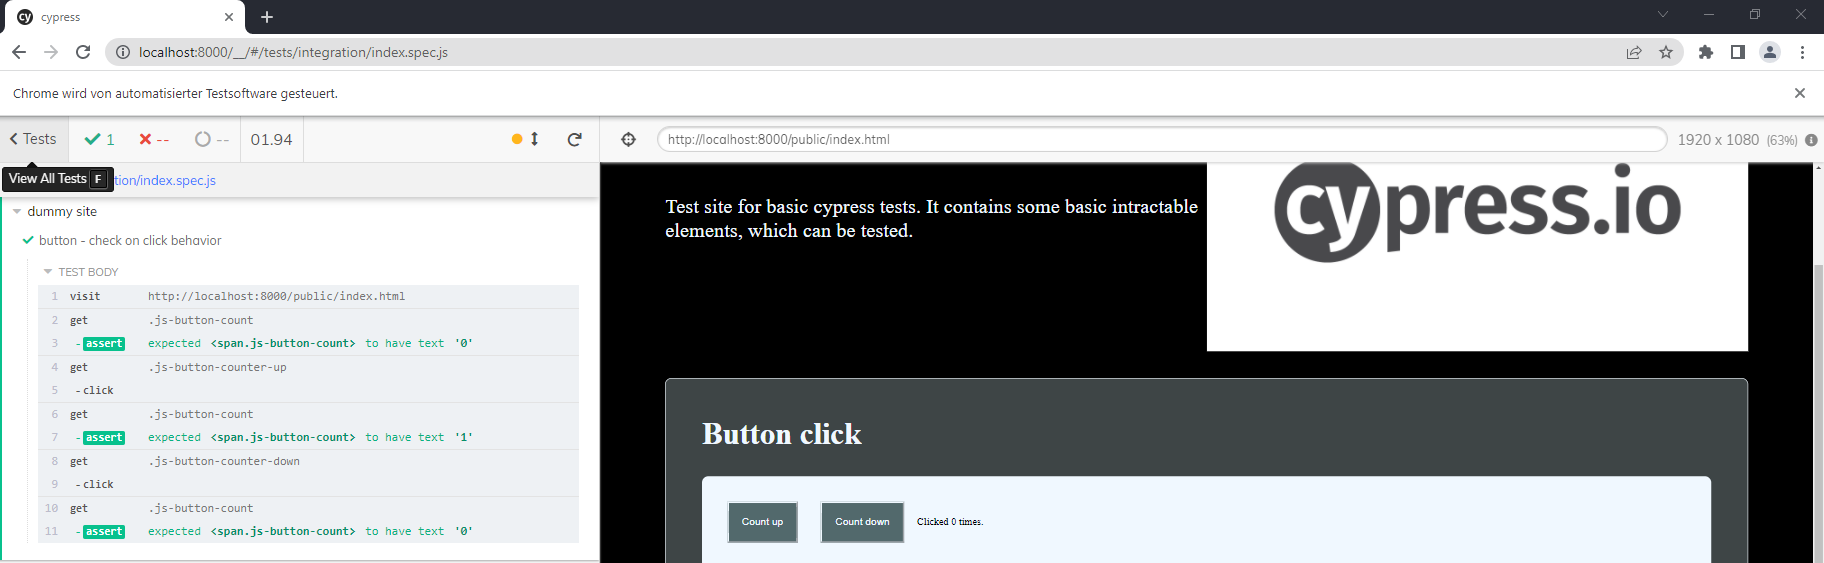 cy cypress
localhost:8000/__/#/tests/integration/index.spec.js
Chrome wird von automatisierter Testsoftware gesteuert.
Tests 1 -- -- 01.94
http://localhost:8000/public/index.html 1920 x 1080 (63%)
View All Tests F tion/index.spec.js
dummy site
button - check on click behavior
TEST BODY
1 visit http://localhost:8000/public/index.html
2 get .js-button-count
3 -assert expected <span.js-button-count> to have text '0'
4 get .js-button-counter-up
5 -click
6 get .js-button-count
7 -assert expected <span.js-button-count> to have text '1'
8 get .js-button-counter-down
9 -click
10 get .js-button-count
11 -assert expected <span.js-button-count> to have text '0'
Test site for basic cypress tests. It contains some basic intractable
elements, which can be tested.
cypress.io
Button click
Count up Count down Clicked 0 times.